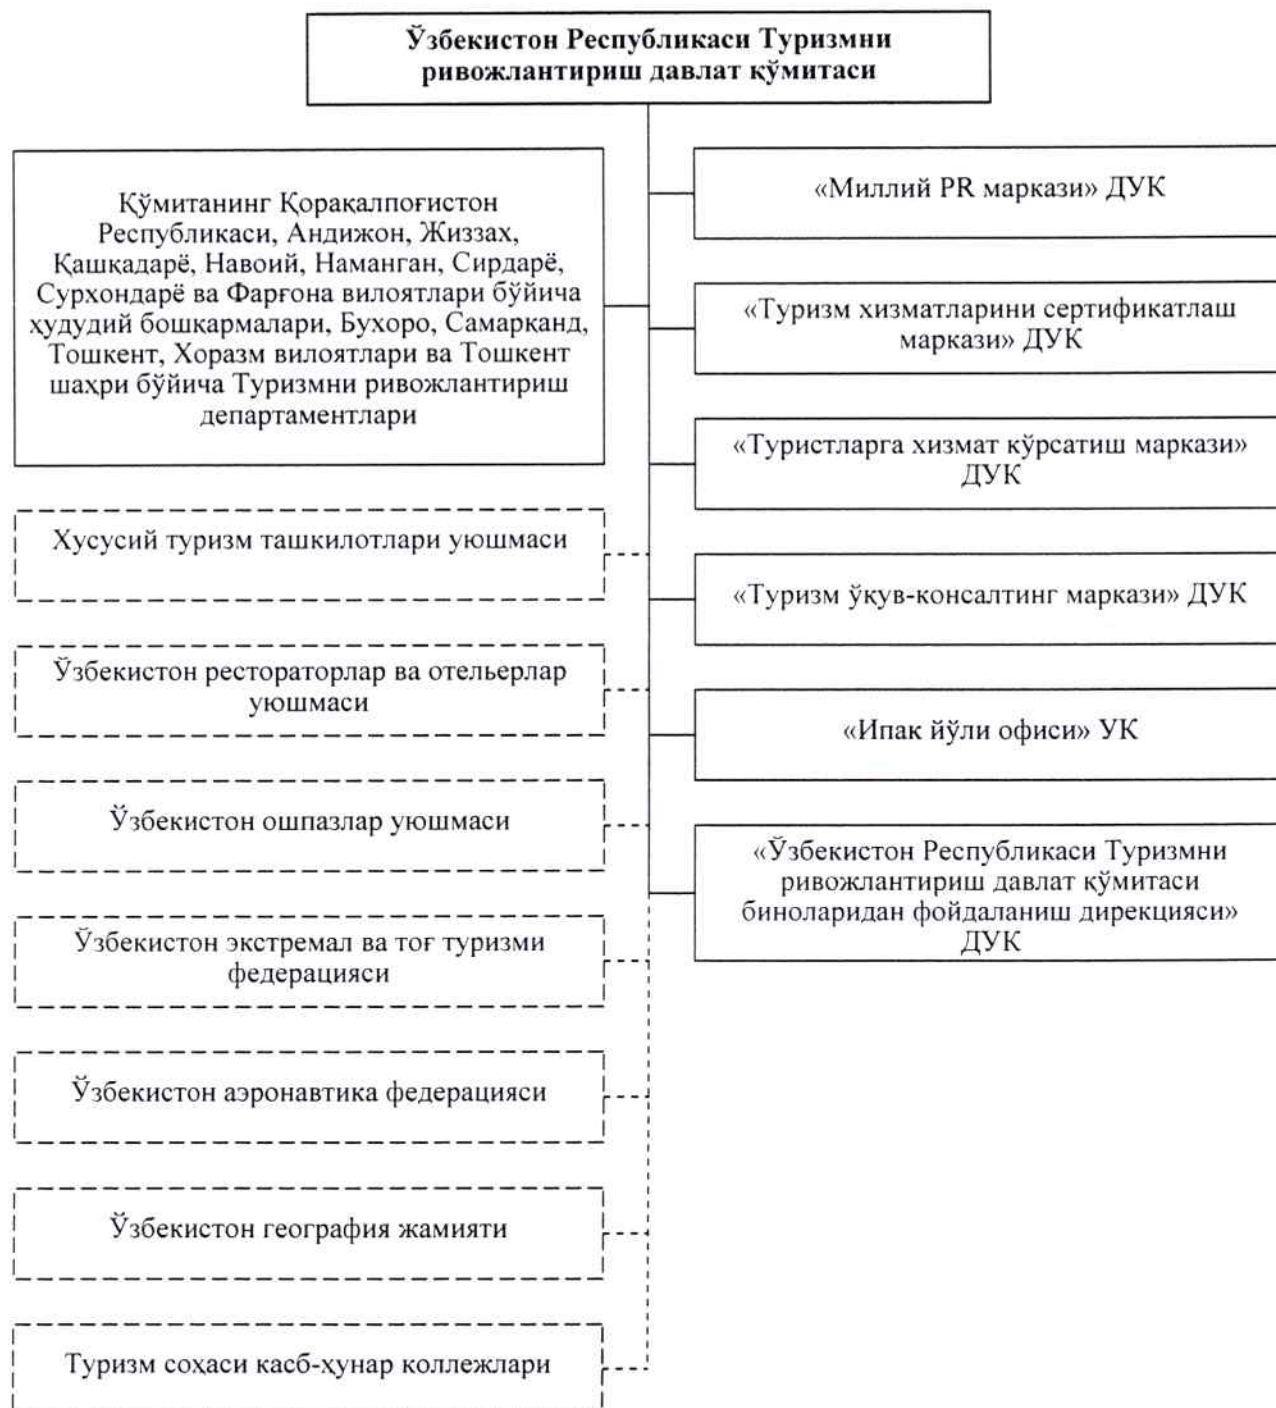 Ўзбекистон Республикаси Туризмни
ривожлантириш давлат қўмитаси
Қўмитанинг Қорақалпоғистон
Республикаси, Андижон, Жиззах,
Қашқадарё, Навоий, Наманган, Сирдарё,
Сурхондарё ва Фарғона вилоятлари бўйича
ҳудудий бошқармалари, Бухоро, Самарқанд,
Тошкент, Хоразм вилоятлари ва Тошкент
шаҳри бўйича Туризмни ривожлантириш
департаментлари
Хусусий туризм ташкилотлари уюшмаси
Ўзбекистон рестораторлар ва отельерлар
уюшмаси
Ўзбекистон ошпазлар уюшмаси
Ўзбекистон экстремал ва тоғ туризми
федерацияси
Ўзбекистон аэронавтика федерацияси
Ўзбекистон география жамияти
Туризм соҳаси касб-ҳунар коллежлари
«Миллий PR маркази» ДУК
«Туризм хизматларини сертификатлаш
маркази» ДУК
«Туристларга хизмат кўрсатиш маркази»
ДУК
«Туризм ўқув-консалтинг маркази» ДУК
«Ипак йўли офиси» УК
«Ўзбекистон Республикаси Туризмни
ривожлантириш давлат қўмитаси
биноларидан фойдаланиш дирекцияси»
ДУК